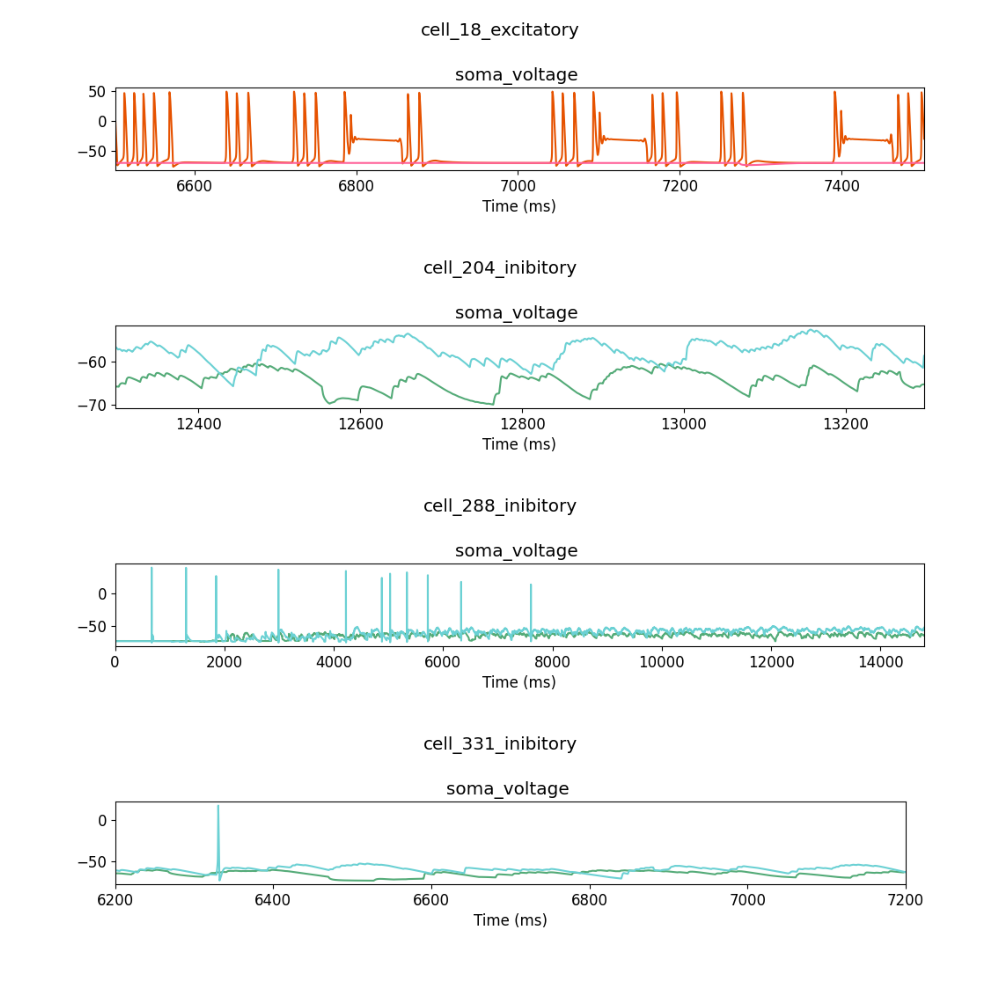 cell_18_excitatory
soma_voltage
50
0
−50
6600 6800 7000 7200 7400
Time (ms)
cell_204_inibitory
soma_voltage
−60
−70
12400 12600 12800 13000 13200
Time (ms)
cell_288_inibitory
soma_voltage
0
−50
0 2000 4000 6000 8000 10000 12000 14000
Time (ms)
cell_331_inibitory
soma_voltage
0
−50
6200 6400 6600 6800 7000 7200
Time (ms)